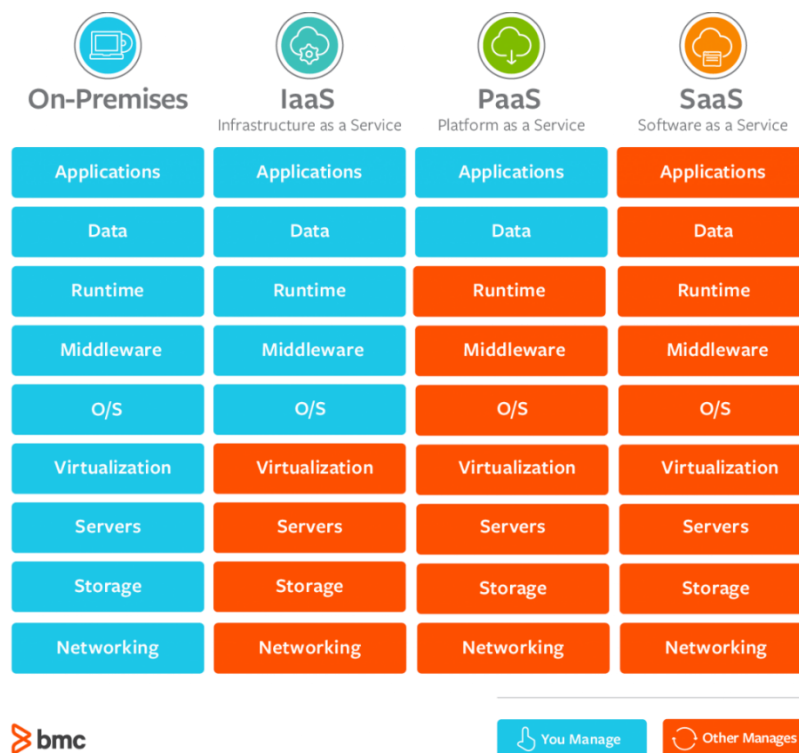 On-Premises
IaaS
PaaS
SaaS
Infrastructure as a Service
Platform as a Service
Software as a Service
Applications
Applications
Applications
Applications
Data
Data
Data
Data
Runtime
Runtime
Runtime
Runtime
Middleware
Middleware
Middleware
Middleware
O/S
O/S
O/S
O/S
Virtualization
Virtualization
Virtualization
Virtualization
Servers
Servers
Servers
Servers
Storage
Storage
Storage
Storage
Networking
Networking
Networking
Networking
bmc
You Manage
Other Manages